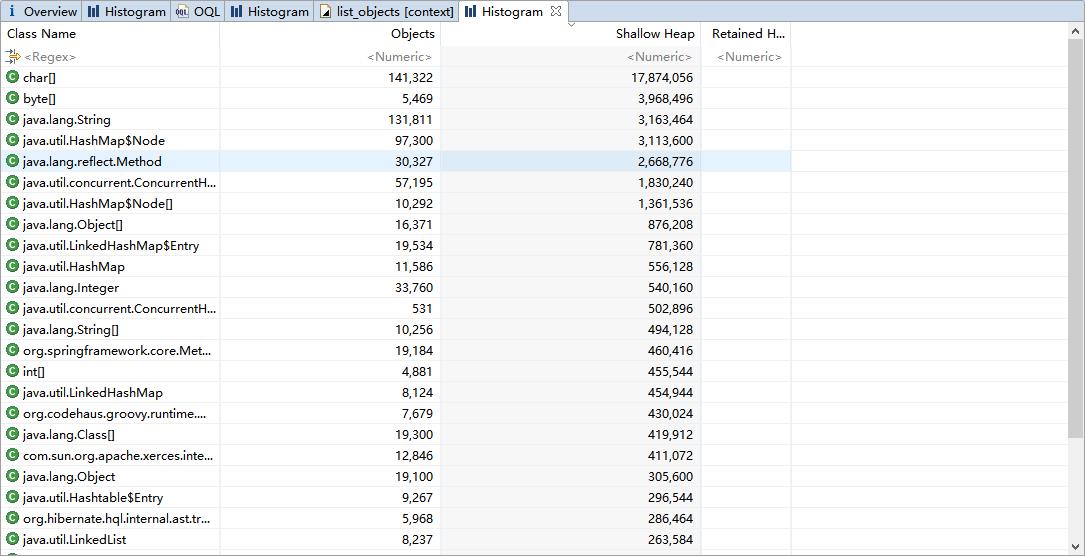 i Overview Histogram OQL Histogram list_objects [context] Histogram
Class Name Objects Shallow Heap Retained H...
<Regex> <Numeric> <Numeric> <Numeric>
char[] 141,322 17,874,056
byte[] 5,469 3,968,496
java.lang.String 131,811 3,163,464
java.util.HashMap$Node 97,300 3,113,600
java.lang.reflect.Method 30,327 2,668,776
java.util.concurrent.ConcurrentH... 57,195 1,830,240
java.util.HashMap$Node[] 10,292 1,361,536
java.lang.Object[] 16,371 876,208
java.util.LinkedHashMap$Entry 19,534 781,360
java.util.HashMap 11,586 556,128
java.lang.Integer 33,760 540,160
java.util.concurrent.ConcurrentH... 531 502,896
java.lang.String[] 10,256 494,128
org.springframework.core.Met... 19,184 460,416
int[] 4,881 455,544
java.util.LinkedHashMap 8,124 454,944
org.codehaus.groovy.runtime.... 7,679 430,024
java.lang.Class[] 19,300 419,912
com.sun.org.apache.xerces.inte... 12,846 411,072
java.lang.Object 19,100 305,600
java.util.Hashtable$Entry 9,267 296,544
org.hibernate.hql.internal.ast.tr... 5,968 286,464
java.util.LinkedList 8,237 263,584